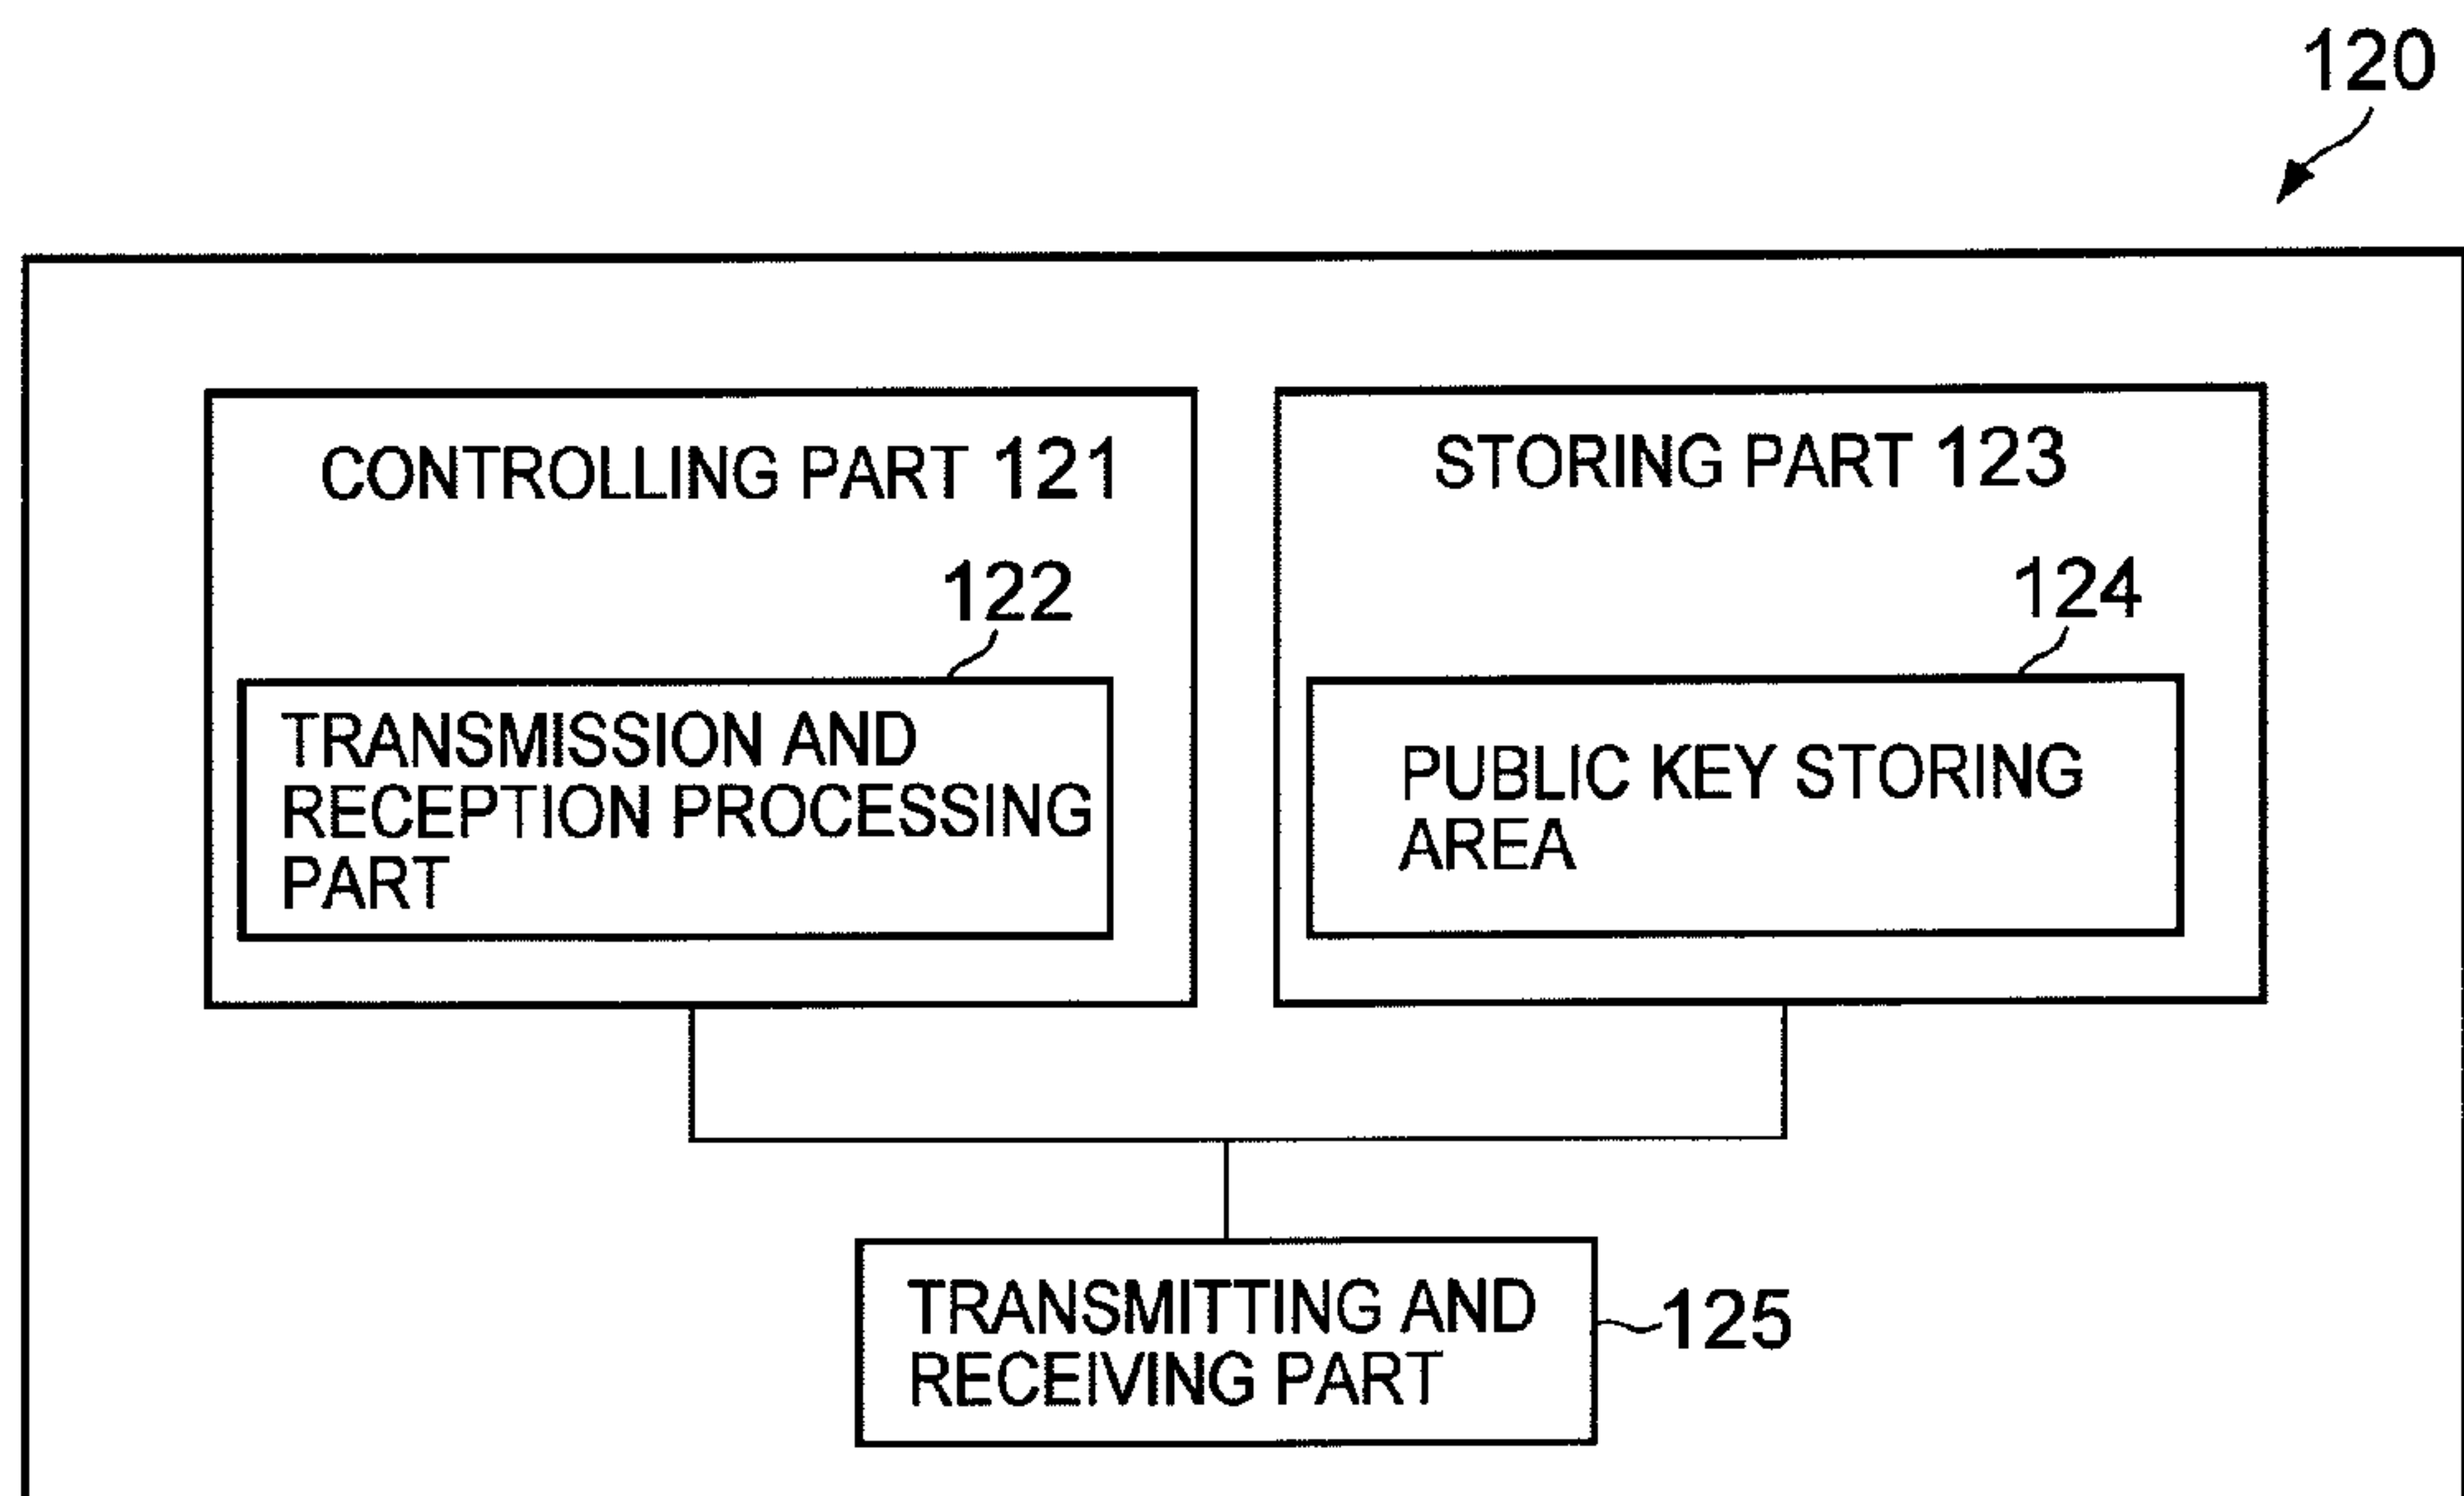 120
CONTROLLING PART 121
122
TRANSMISSION AND
RECEPTION PROCESSING
PART
STORING PART 123
124
PUBLIC KEY STORING
AREA
TRANSMITTING AND
RECEIVING PART
125